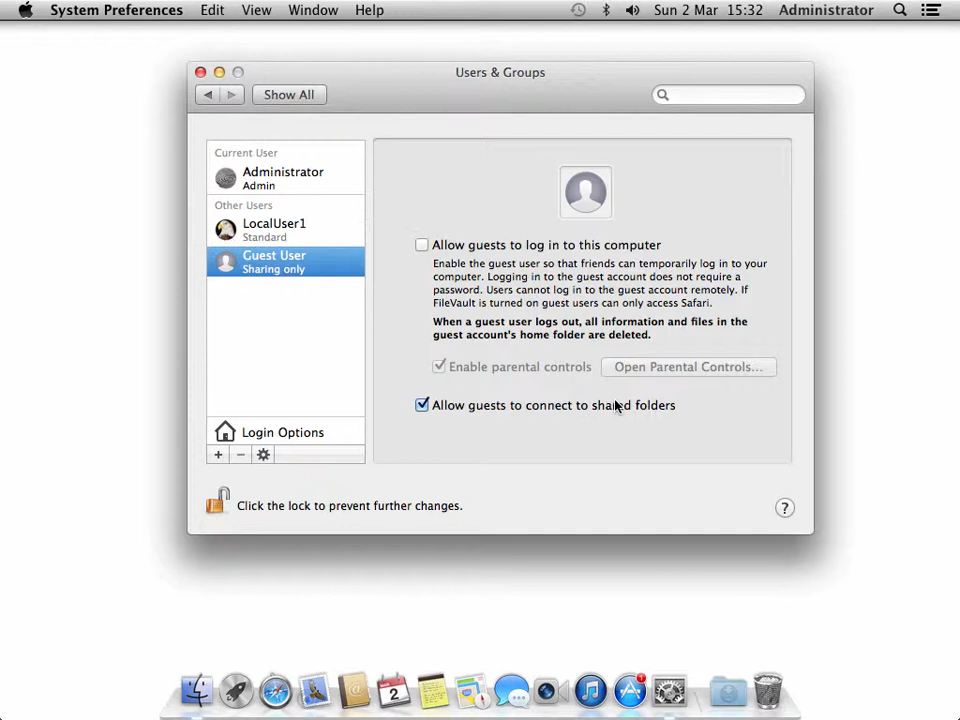 System Preferences Edit View Window Help Sun 2 Mar 15:32 Administrator
Users & Groups
Show All
Current User
Administrator
Admin
Other Users
LocalUser1
Standard
Guest User
Sharing only
Login Options
+ −
Allow guests to log in to this computer
Enable the guest user so that friends can temporarily log in to your
computer. Logging in to the guest account does not require a
password. Users cannot log in to the guest account remotely. If
FileVault is turned on guest users can only access Safari.
When a guest user logs out, all information and files in the
guest account's home folder are deleted.
Enable parental controls Open Parental Controls...
Allow guests to connect to shared folders
Click the lock to prevent further changes.
?
2